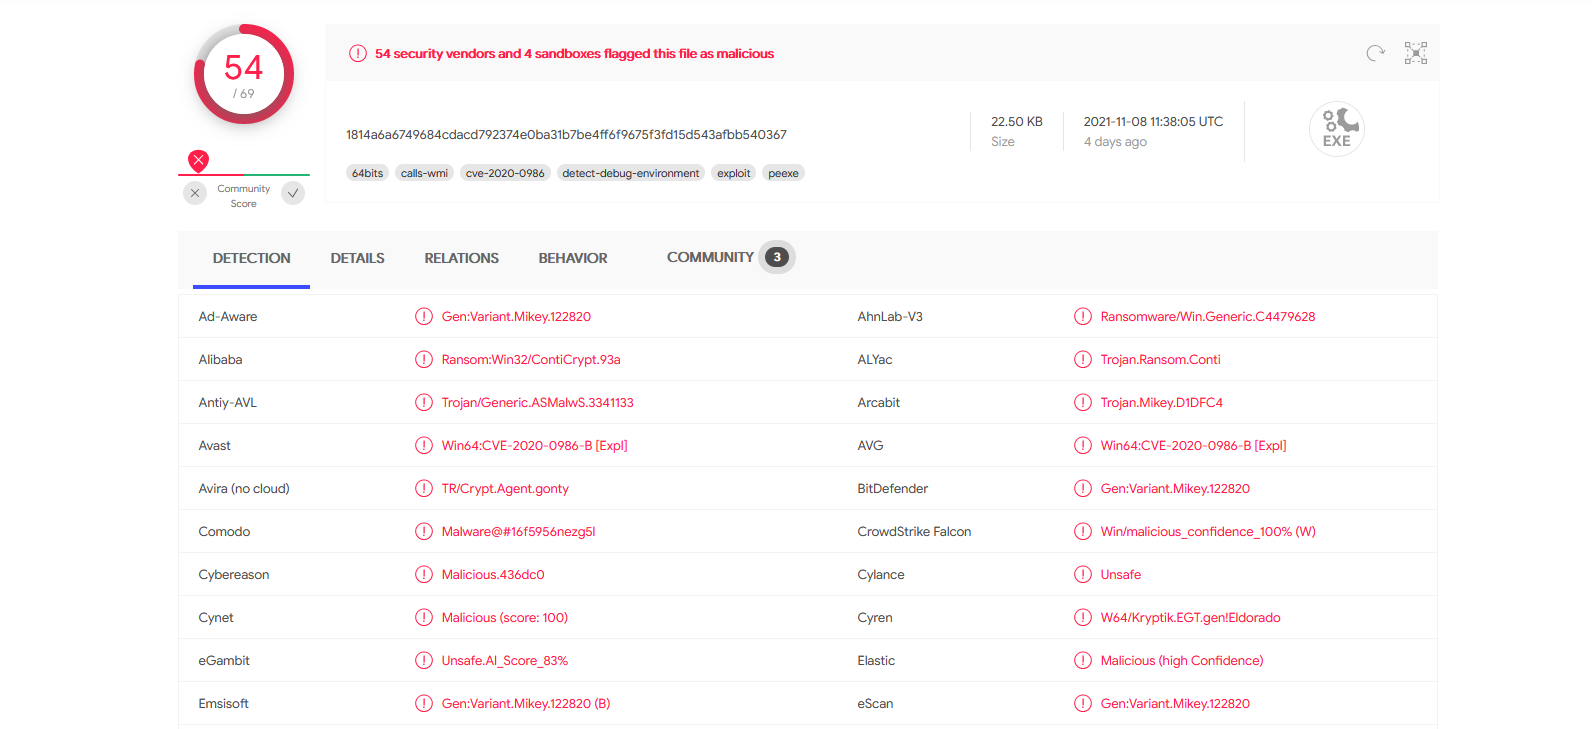 54
/ 69
Community
Score
54 security vendors and 4 sandboxes flagged this file as malicious
1814a6a6749684cdacd792374e0ba31b7be4ff6f9675f3fd15d543afbb540367
22.50 KB
Size
2021-11-08 11:38:05 UTC
4 days ago
EXE
64bits calls-wmi cve-2020-0986 detect-debug-environment exploit peexe
DETECTION DETAILS RELATIONS BEHAVIOR COMMUNITY 3
Ad-Aware Gen:Variant.Mikey.122820 AhnLab-V3 Ransomware/Win.Generic.C4479628
Alibaba Ransom:Win32/ContiCrypt.93a ALYac Trojan.Ransom.Conti
Antiy-AVL Trojan/Generic.ASMalwS.3341133 Arcabit Trojan.Mikey.D1DFC4
Avast Win64:CVE-2020-0986-B [Expl] AVG Win64:CVE-2020-0986-B [Expl]
Avira (no cloud) TR/Crypt.Agent.gonty BitDefender Gen:Variant.Mikey.122820
Comodo Malware@#16f5956nezg5l CrowdStrike Falcon Win/malicious_confidence_100% (W)
Cybereason Malicious.436dc0 Cylance Unsafe
Cynet Malicious (score: 100) Cyren W64/Kryptik.EGT.gen!Eldorado
eGambit Unsafe.AI_Score_83% Elastic Malicious (high Confidence)
Emsisoft Gen:Variant.Mikey.122820 (B) eScan Gen:Variant.Mikey.122820